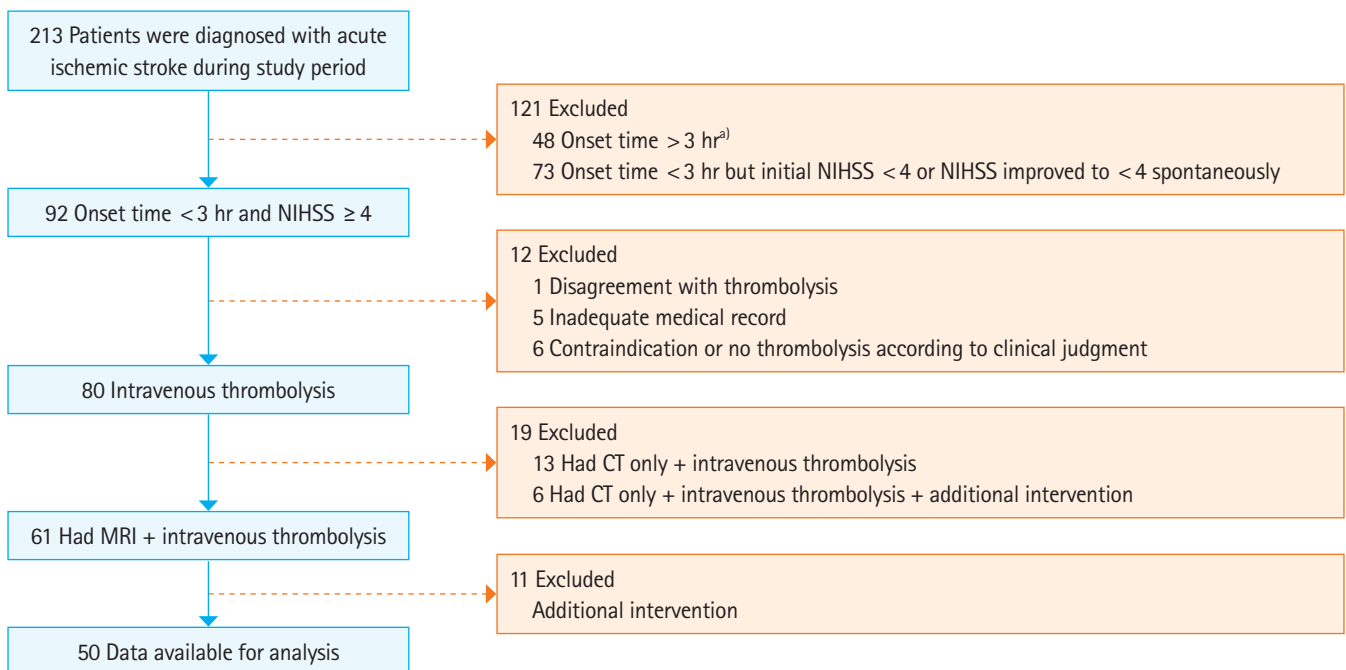 213 Patients were diagnosed with acute
ischemic stroke during study period
121 Excluded
48 Onset time > 3 hrᵃ⁾
73 Onset time < 3 hr but initial NIHSS < 4 or NIHSS improved to < 4 spontaneously
92 Onset time < 3 hr and NIHSS ≥ 4
12 Excluded
1 Disagreement with thrombolysis
5 Inadequate medical record
6 Contraindication or no thrombolysis according to clinical judgment
80 Intravenous thrombolysis
19 Excluded
13 Had CT only + intravenous thrombolysis
6 Had CT only + intravenous thrombolysis + additional intervention
61 Had MRI + intravenous thrombolysis
11 Excluded
Additional intervention
50 Data available for analysis